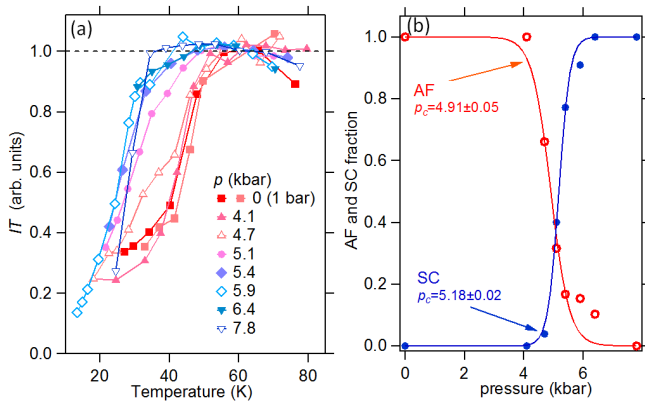 (a)
IT (arb. units)
1.0
0.8
0.6
0.4
0.2
0.0
p (kbar)
0 (1 bar)
4.1
4.7
5.1
5.4
5.9
6.4
7.8
20
40
60
80
Temperature (K)
(b)
AF and SC fraction
1.0
0.8
0.6
0.4
0.2
0.0
AF
pc=4.91±0.05
SC
pc=5.18±0.02
0
2
4
6
pressure (kbar)